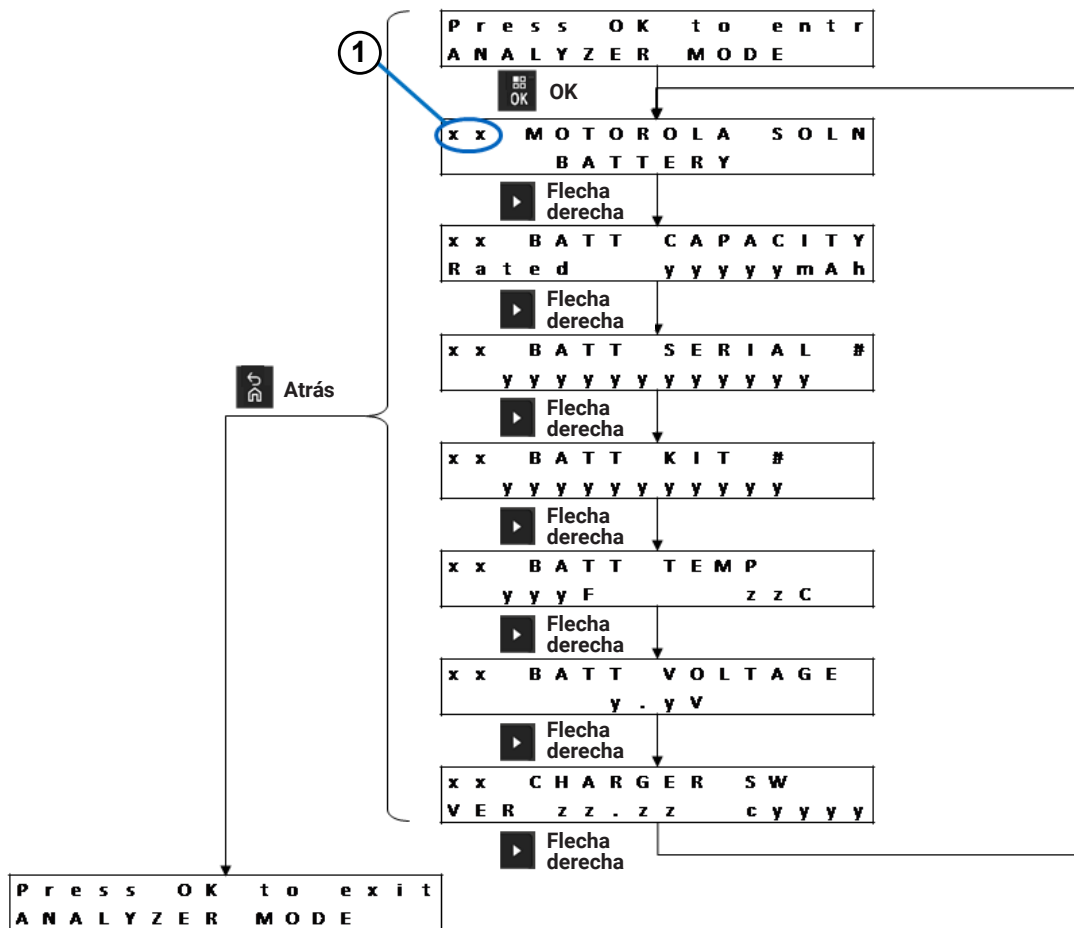 Press OK to entr
ANALYZER MODE
1
OK
OK
xx MOTOROLA SOLN
BATTERY
Flecha
derecha
xx BATT CAPACITY
Rated yyyyymAh
Flecha
derecha
xx BATT SERIAL #
yyyyyyyyyyyy
Flecha
derecha
Atrás
xx BATT KIT #
yyyyyyyyyyy
Flecha
derecha
xx BATT TEMP
yyyF zzC
Flecha
derecha
xx BATT VOLTAGE
y.yV
Flecha
derecha
xx CHARGER SW
VER zz.zz cyyyy
Flecha
derecha
Press OK to exit
ANALYZER MODE